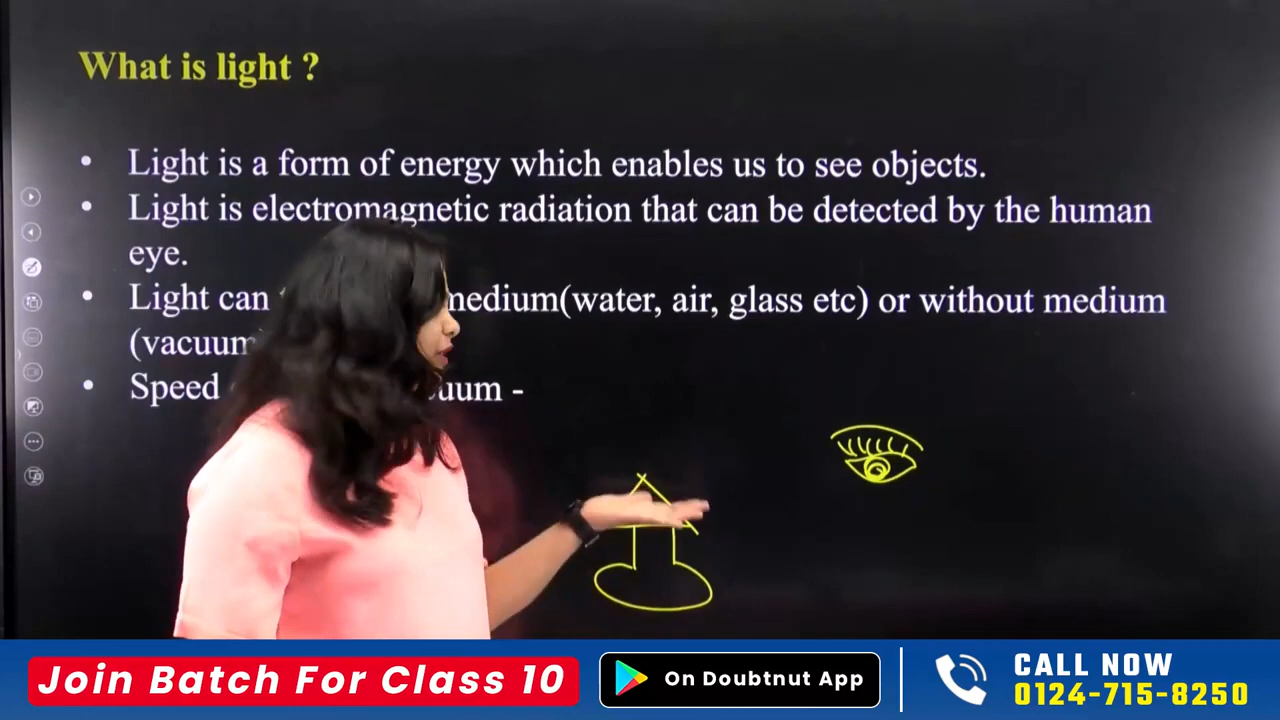 What is light ?
• Light is a form of energy which enables us to see objects.
• Light is electromagnetic radiation that can be detected by the human
eye.
• Light can medium(water, air, glass etc) or without medium
(vacuum
• Speed -
Join Batch For Class 10
On Doubtnut App
CALL NOW
0124-715-8250